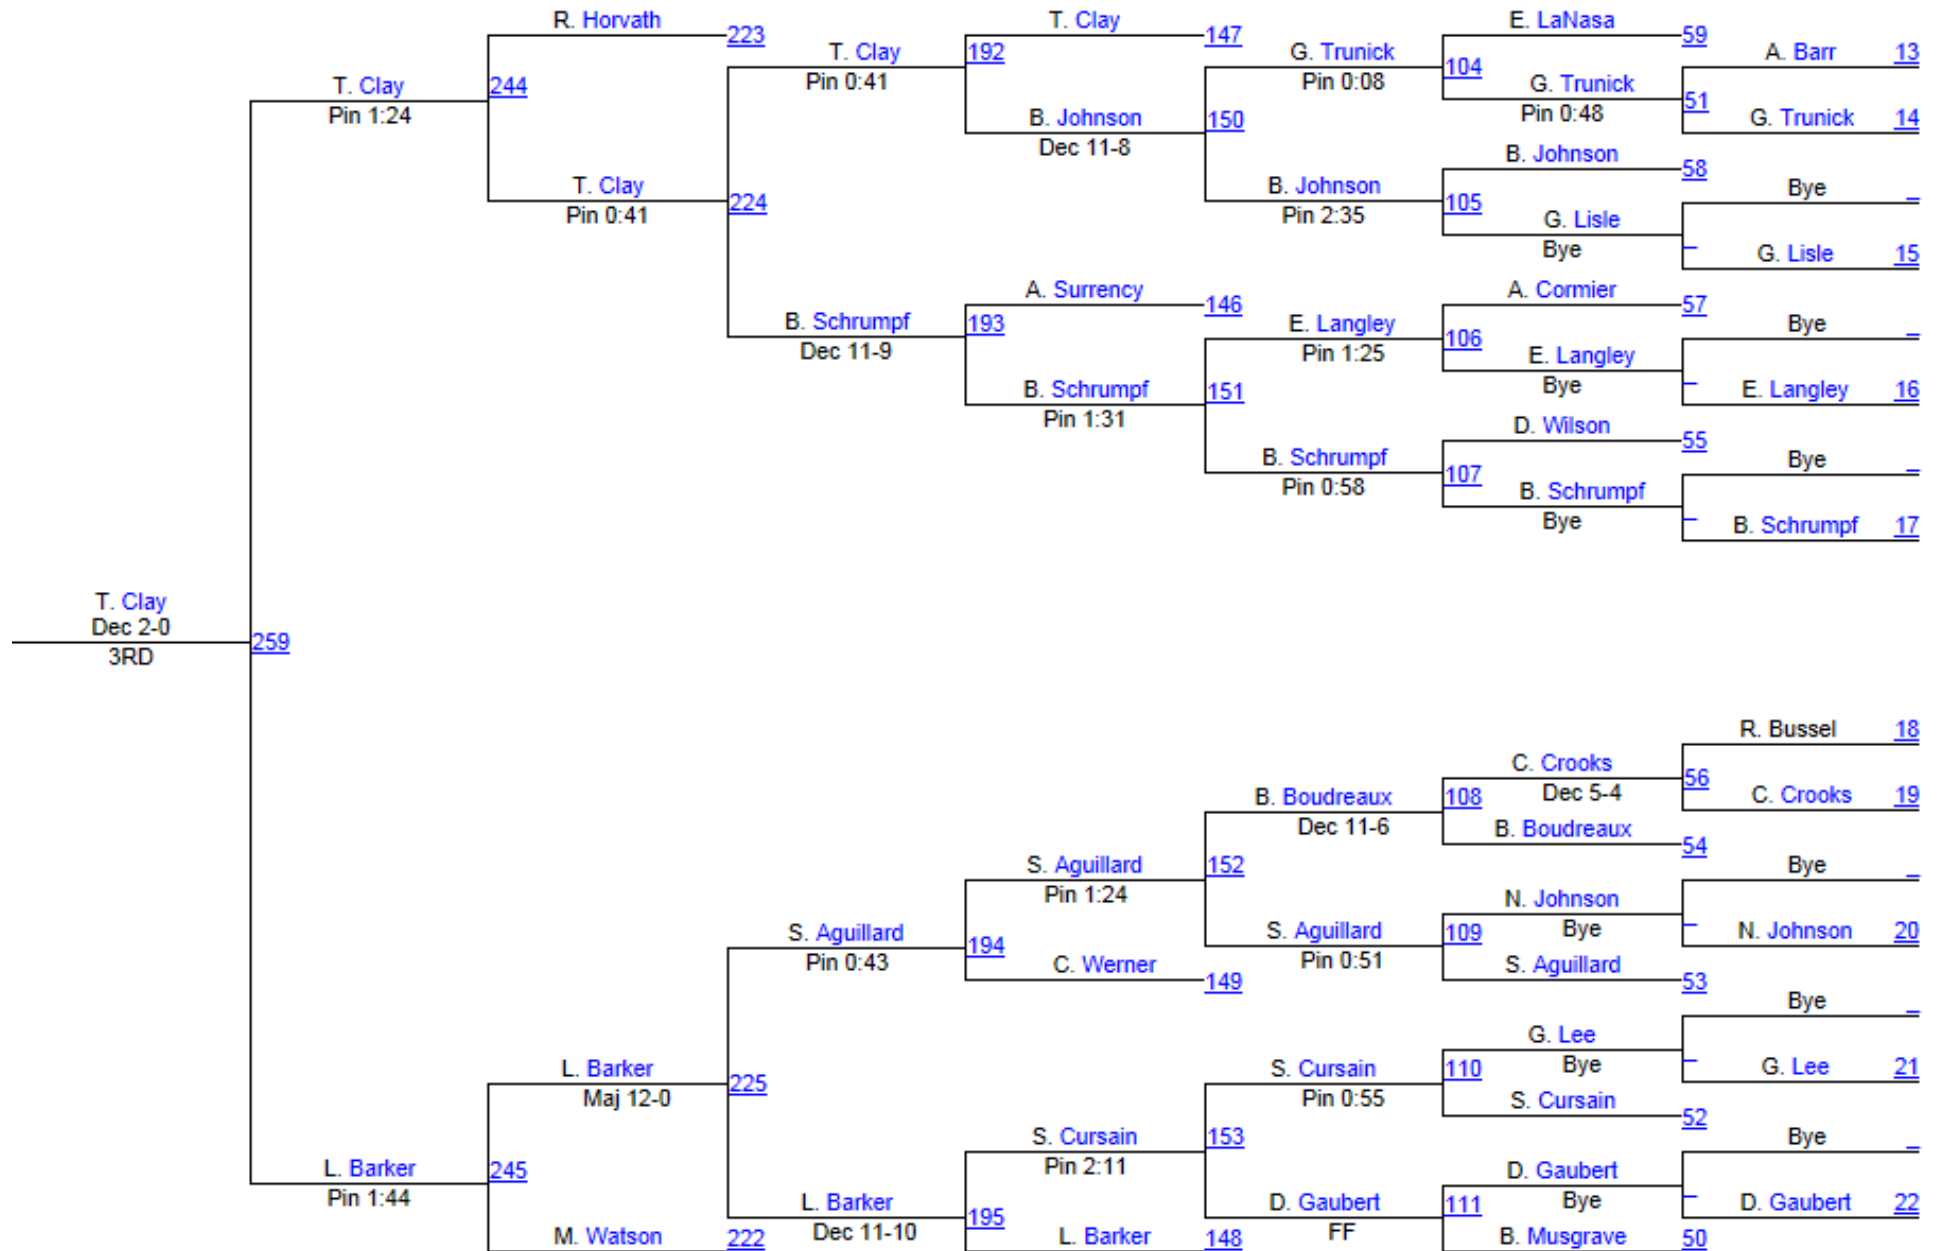 R. Horvath
223
T. Clay
Pin 1:24
244
T. Clay
Pin 0:41
224
T. Clay
Pin 0:41
192
T. Clay
147
B. Johnson
Dec 11-8
150
G. Trunick
Pin 0:08
104
E. LaNasa
59
G. Trunick
Pin 0:48
51
A. Barr
13
G. Trunick
14
B. Johnson
Pin 2:35
105
B. Johnson
58
G. Lisle
Bye
Bye
G. Lisle
15
B. Schrumpf
Dec 11-9
193
A. Surrency
146
B. Schrumpf
Pin 1:31
151
E. Langley
Pin 1:25
106
A. Cormier
57
E. Langley
Bye
Bye
E. Langley
16
B. Schrumpf
Pin 0:58
107
D. Wilson
55
B. Schrumpf
Bye
Bye
B. Schrumpf
17
T. Clay
Dec 2-0
3RD
259
L. Barker
Pin 1:44
245
L. Barker
Maj 12-0
225
M. Watson
222
S. Aguillard
Pin 0:43
194
S. Aguillard
Pin 1:24
152
C. Werner
149
B. Boudreaux
Dec 11-6
108
C. Crooks
Dec 5-4
56
R. Bussel
18
C. Crooks
19
B. Boudreaux
54
S. Aguillard
Pin 0:51
109
N. Johnson
Bye
Bye
N. Johnson
20
S. Aguillard
53
L. Barker
Dec 11-10
195
S. Cursain
Pin 2:11
153
L. Barker
148
S. Cursain
Pin 0:55
110
G. Lee
Bye
Bye
G. Lee
21
S. Cursain
52
D. Gaubert
FF
111
D. Gaubert
Bye
Bye
D. Gaubert
22
B. Musgrave
50